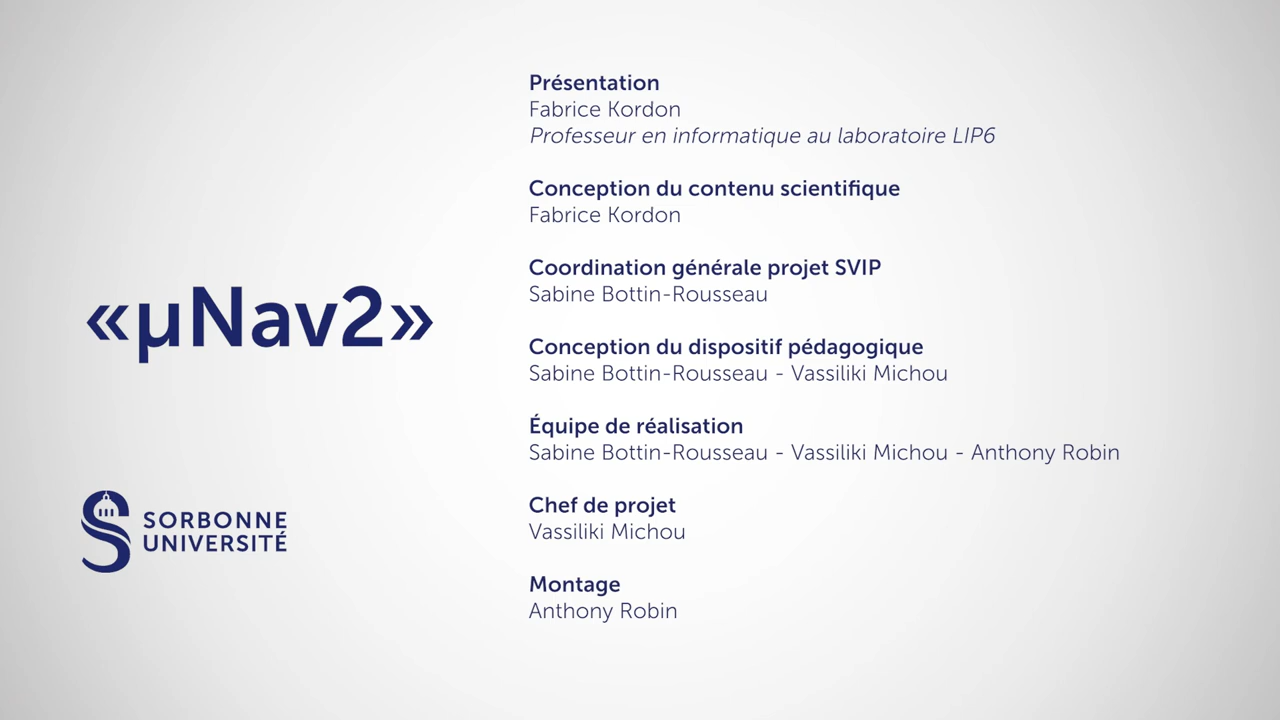 «µNav2»
SORBONNE
UNIVERSITÉ
Présentation
Fabrice Kordon
Professeur en informatique au laboratoire LIP6
Conception du contenu scientifique
Fabrice Kordon
Coordination générale projet SVIP
Sabine Bottin-Rousseau
Conception du dispositif pédagogique
Sabine Bottin-Rousseau - Vassiliki Michou
Équipe de réalisation
Sabine Bottin-Rousseau - Vassiliki Michou - Anthony Robin
Chef de projet
Vassiliki Michou
Montage
Anthony Robin